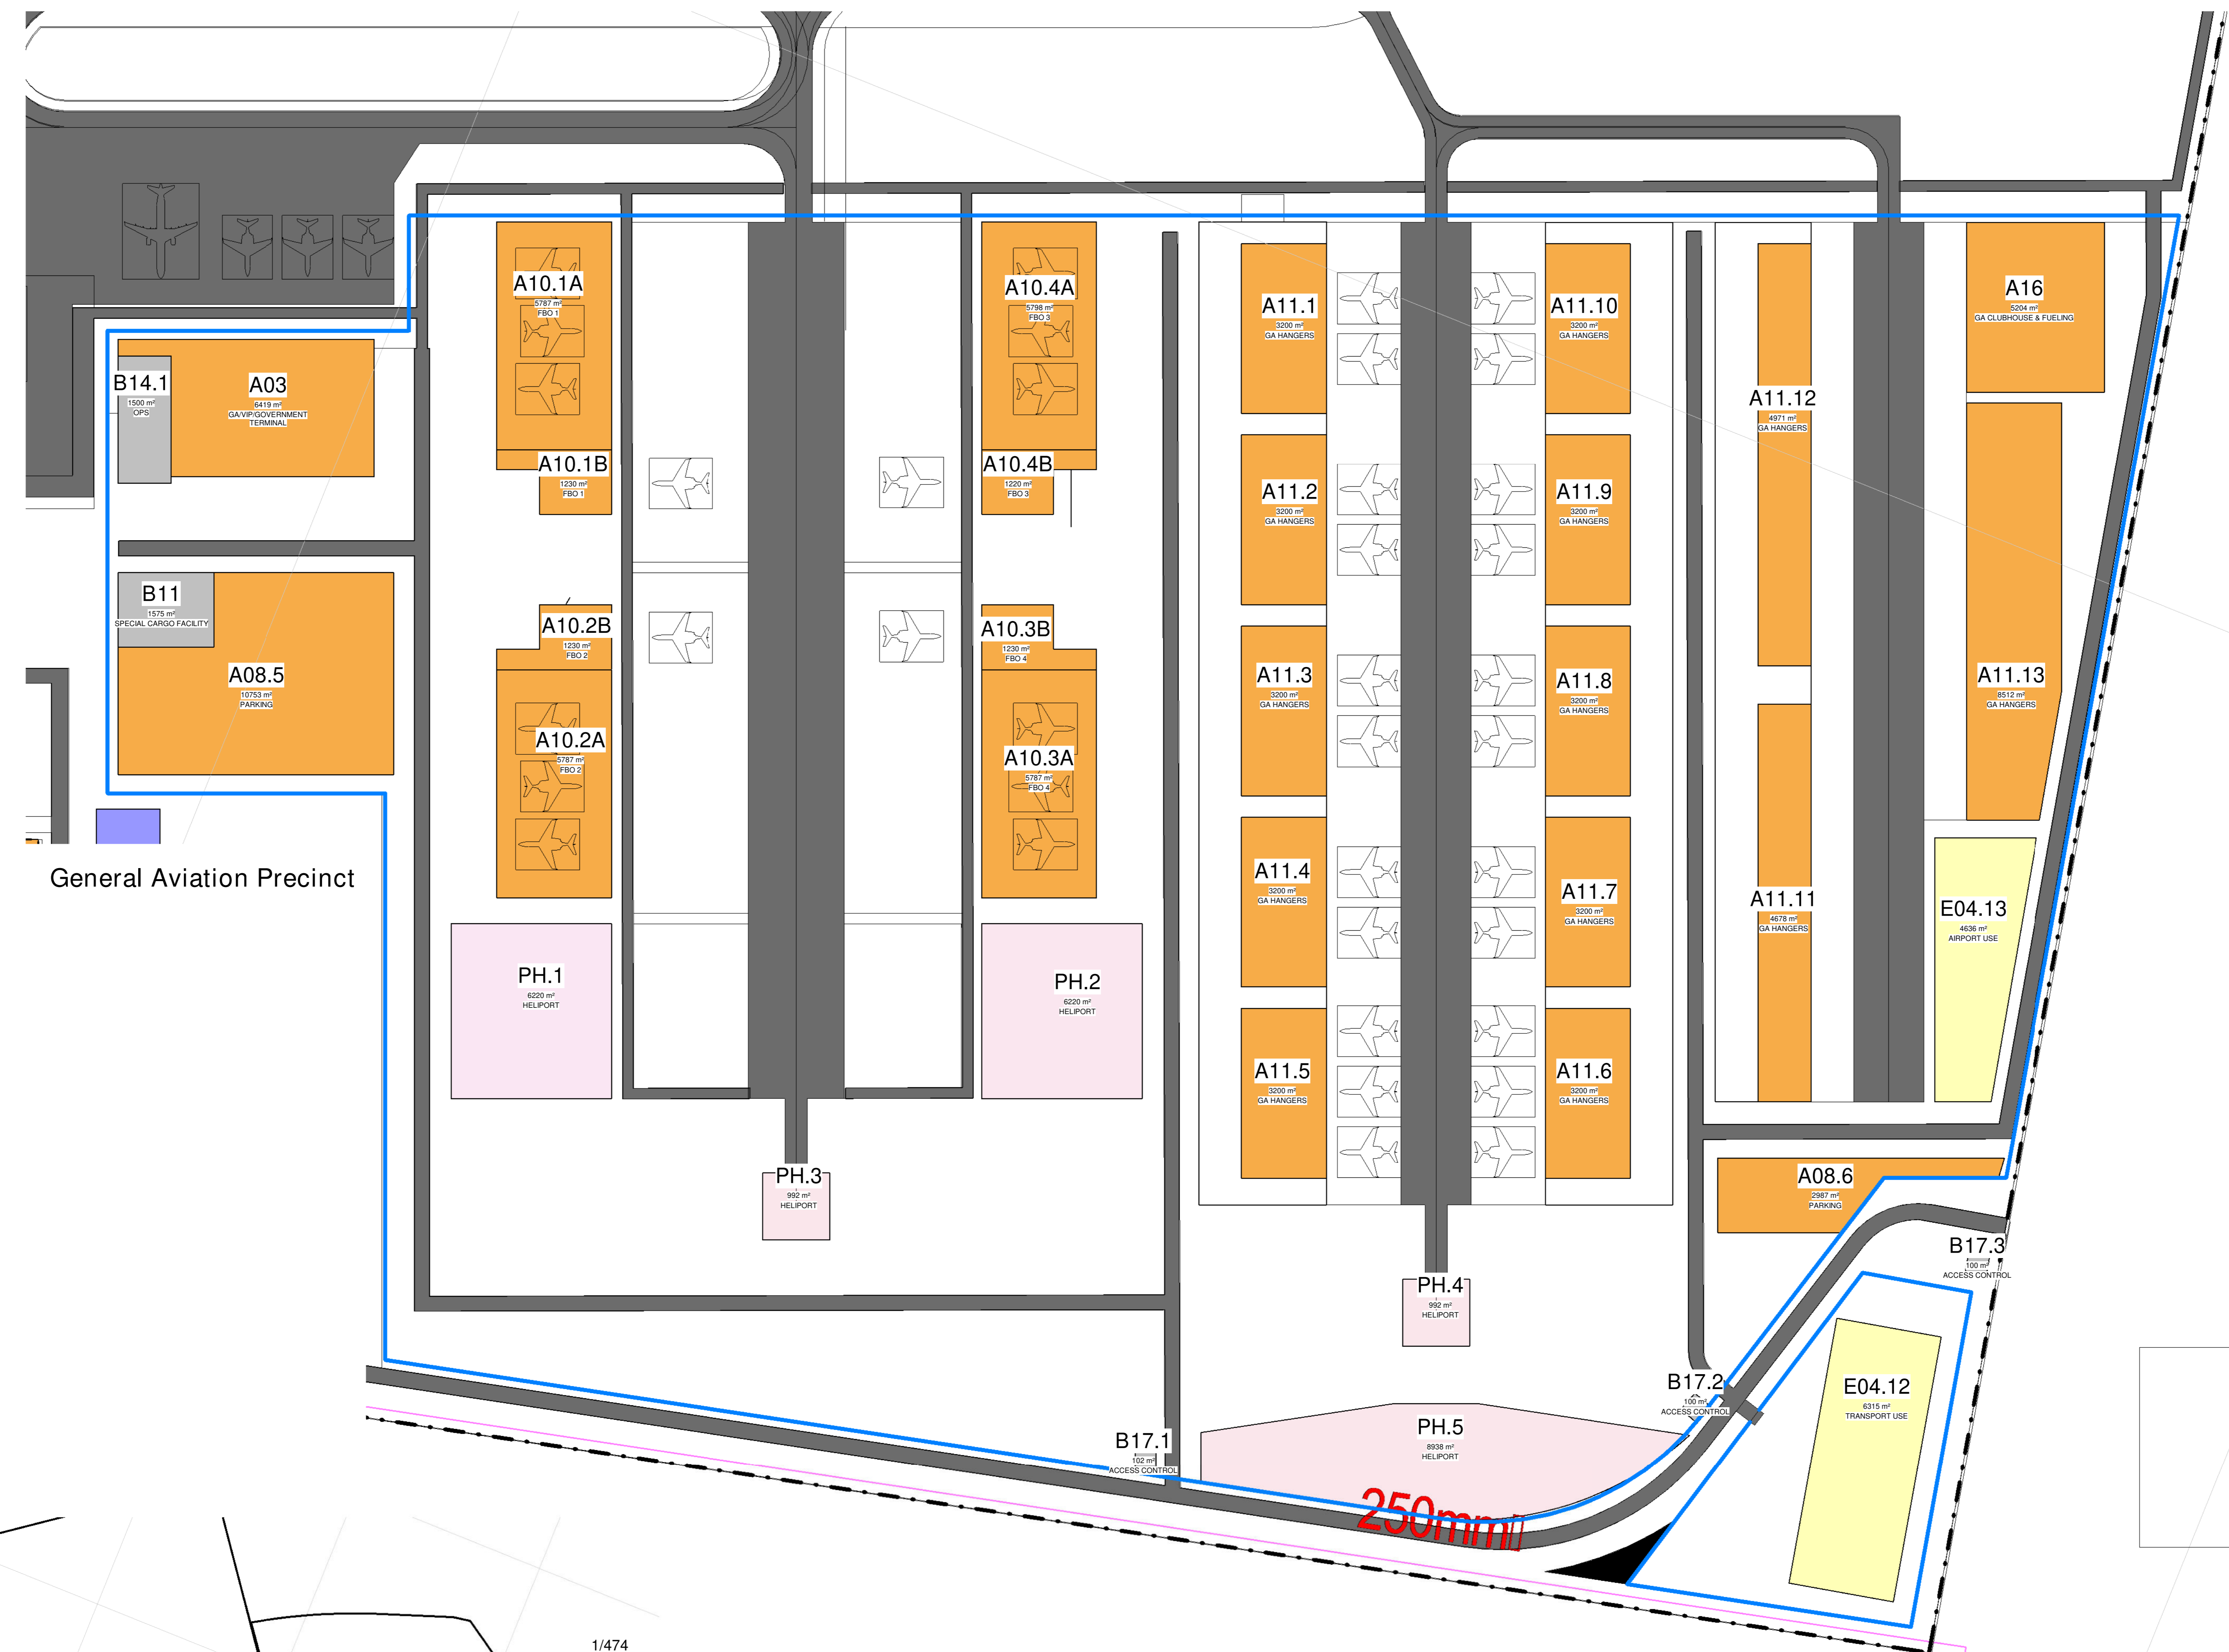 A10.1A
5787 m²
FBO 1
A10.4A
5798 m²
FBO 3
A11.1
3200 m²
GA HANGERS
A11.10
3200 m²
GA HANGERS
A16
5204 m²
GA CLUBHOUSE & FUELING
B14.1
1500 m²
OPS
A03
6419 m²
GA/VIP/GOVERNMENT
TERMINAL
A11.12
4971 m²
GA HANGERS
A10.1B
1230 m²
FBO 1
A10.4B
1220 m²
FBO 3
A11.2
3200 m²
GA HANGERS
A11.9
3200 m²
GA HANGERS
B11
1575 m²
SPECIAL CARGO FACILITY
A10.2B
1230 m²
FBO 2
A10.3B
1230 m²
FBO 4
A08.5
10753 m²
PARKING
A11.3
3200 m²
GA HANGERS
A11.8
3200 m²
GA HANGERS
A11.13
8512 m²
GA HANGERS
A10.2A
5787 m²
FBO 2
A10.3A
5787 m²
FBO 4
General Aviation Precinct
A11.4
3200 m²
GA HANGERS
A11.7
3200 m²
GA HANGERS
A11.11
4678 m²
GA HANGERS
E04.13
4636 m²
AIRPORT USE
PH.1
6220 m²
HELIPORT
PH.2
6220 m²
HELIPORT
A11.5
3200 m²
GA HANGERS
A11.6
3200 m²
GA HANGERS
PH.3
992 m²
HELIPORT
A08.6
2987 m²
PARKING
B17.3
100 m²
ACCESS CONTROL
PH.4
992 m²
HELIPORT
B17.2
100 m²
ACCESS CONTROL
E04.12
6315 m²
TRANSPORT USE
B17.1
102 m²
ACCESS CONTROL
PH.5
8938 m²
HELIPORT
250mm
1/474